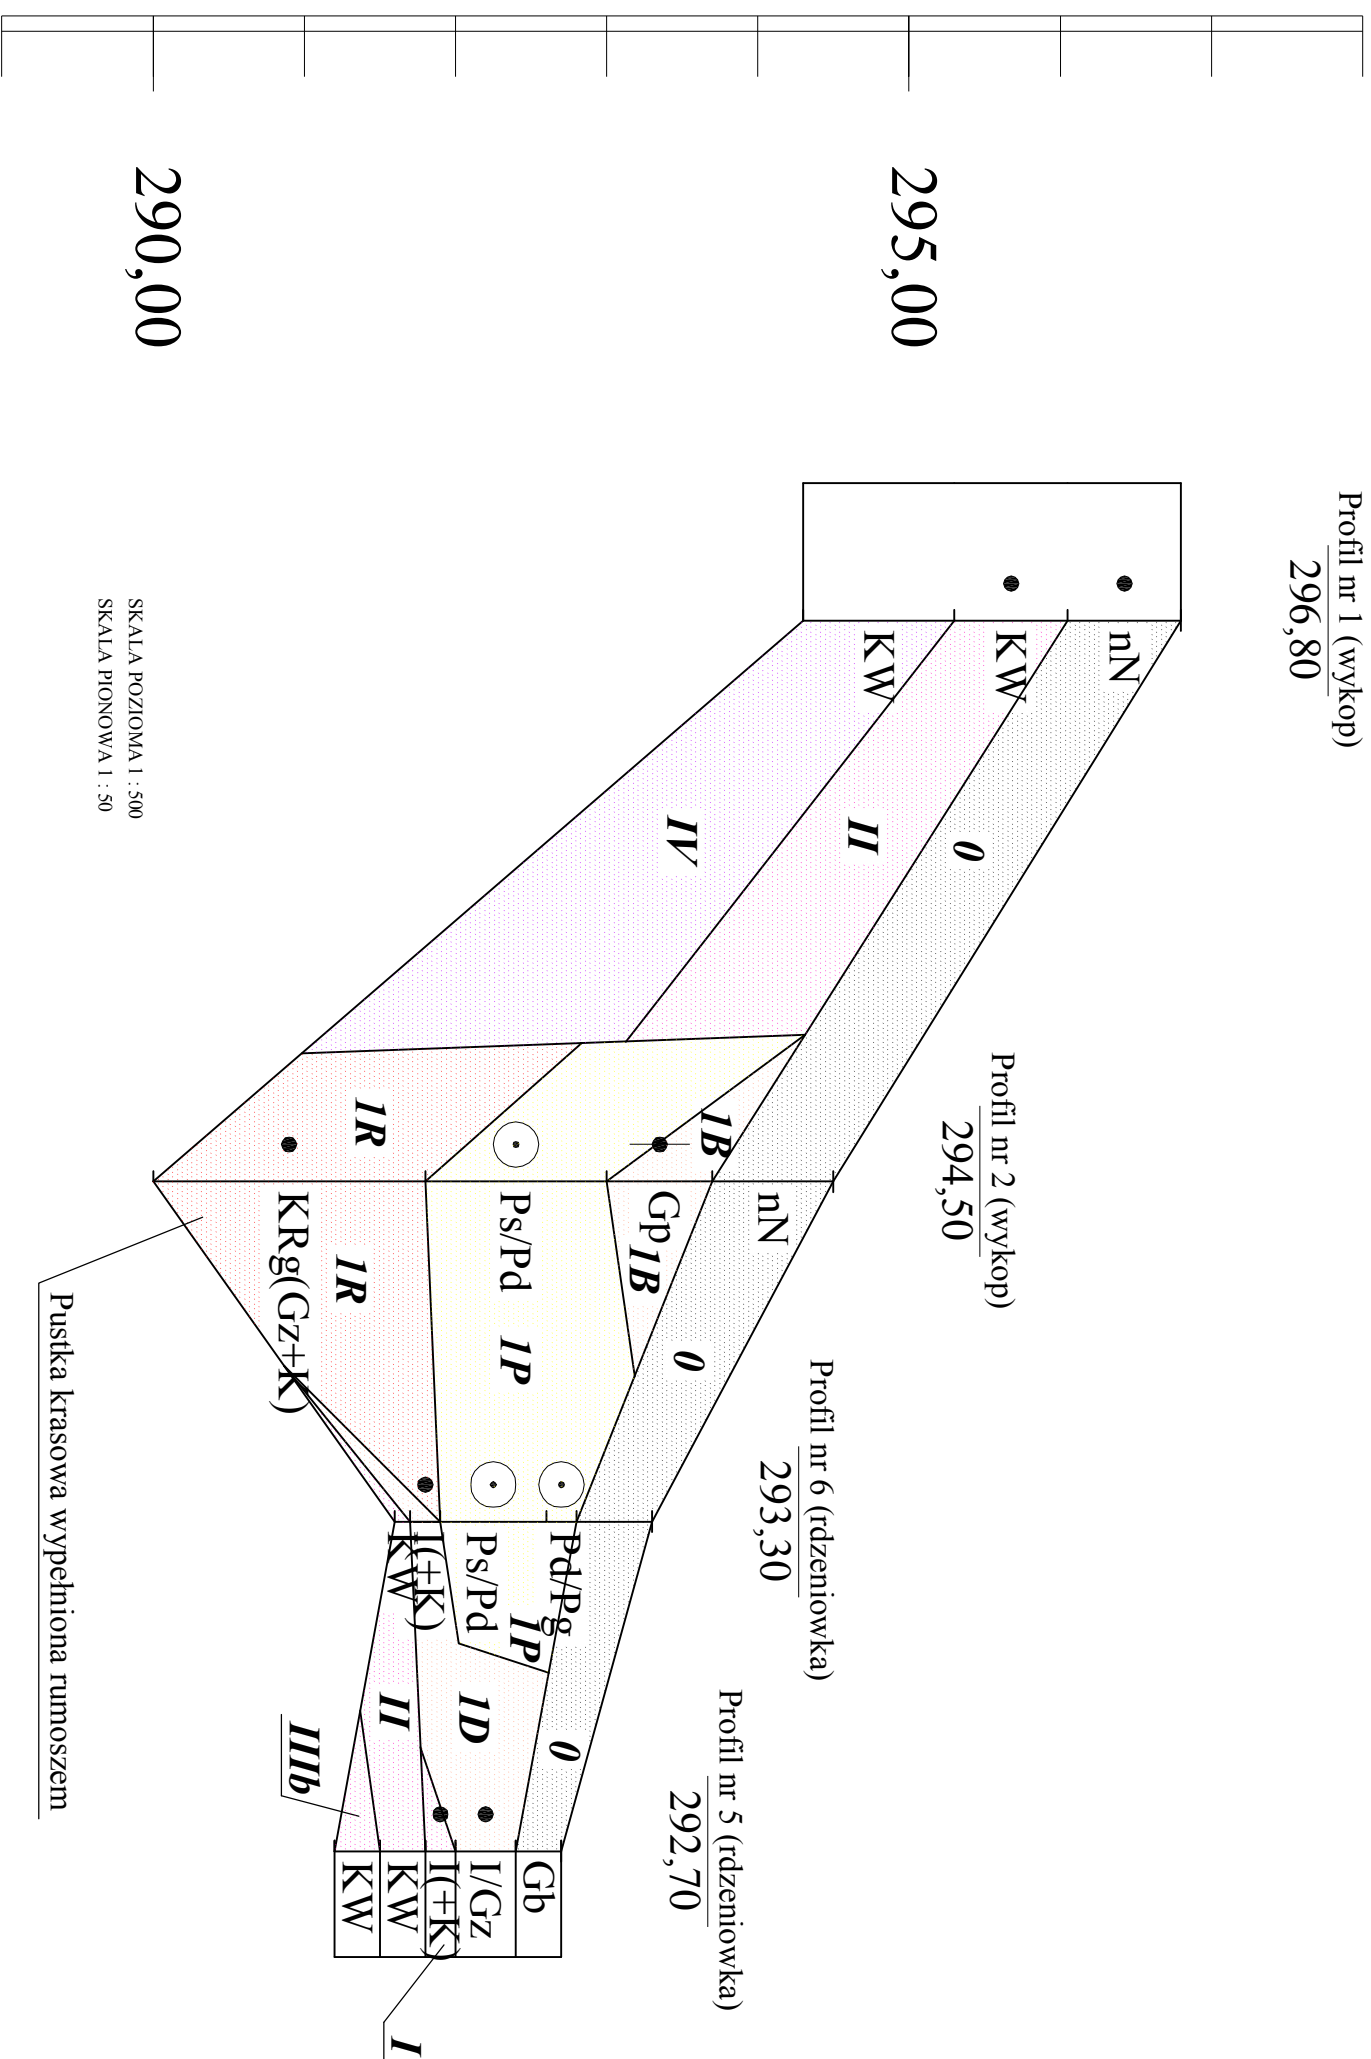 Profil nr 1 (wykop)
296,80
Profil nr 2 (wykop)
294,50
Profil nr 6 (rdzeniowka)
293,30
Profil nr 5 (rdzeniowka)
292,70
295,00
290,00
nN
KW
KW
0
II
IV
1B
1R
nN
Gp
1B
Ps/Pd
1P
KRg(Gz+K)
1R
0
Pd/Pg
1P
Ps/Pd
I(+K)
KW
0
1D
II
IIIb
Gb
I/Gz
I(+K)
KW
KW
I
SKALA POZIOMA 1 : 500
SKALA PIONOWA 1 : 50
Pustka krasowa wypełniona rumoszem